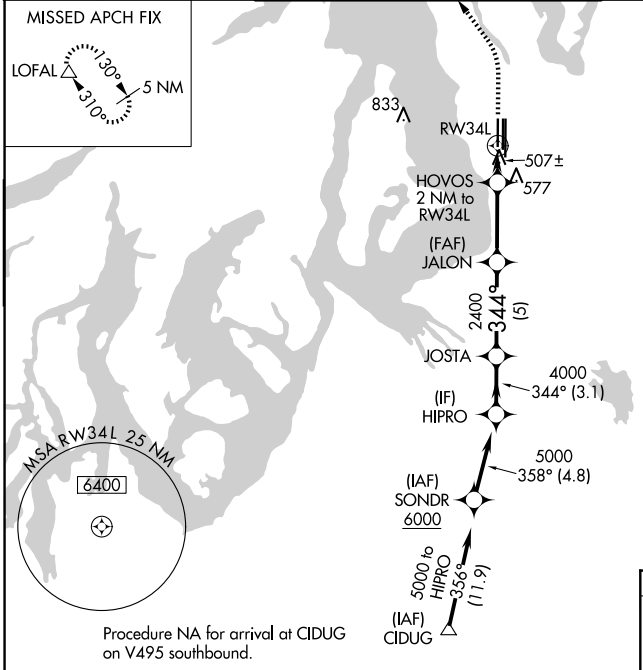 MISSED APCH FIX
LOFAL
130°
310°
5 NM
833
RW34L
507±
577
HOVOS
2 NM to
RW34L
(FAF)
JALON
2400
344°
(5)
JOSTA
4000
344° (3.1)
(IF)
HIPRO
5000
358° (4.8)
(IAF)
SONDR
6000
MSA RW34L 25 NM
6400
5000 to
HIPRO
356°
(11.9)
(IAF)
CIDUG
Procedure NA for arrival at CIDUG
on V495 southbound.